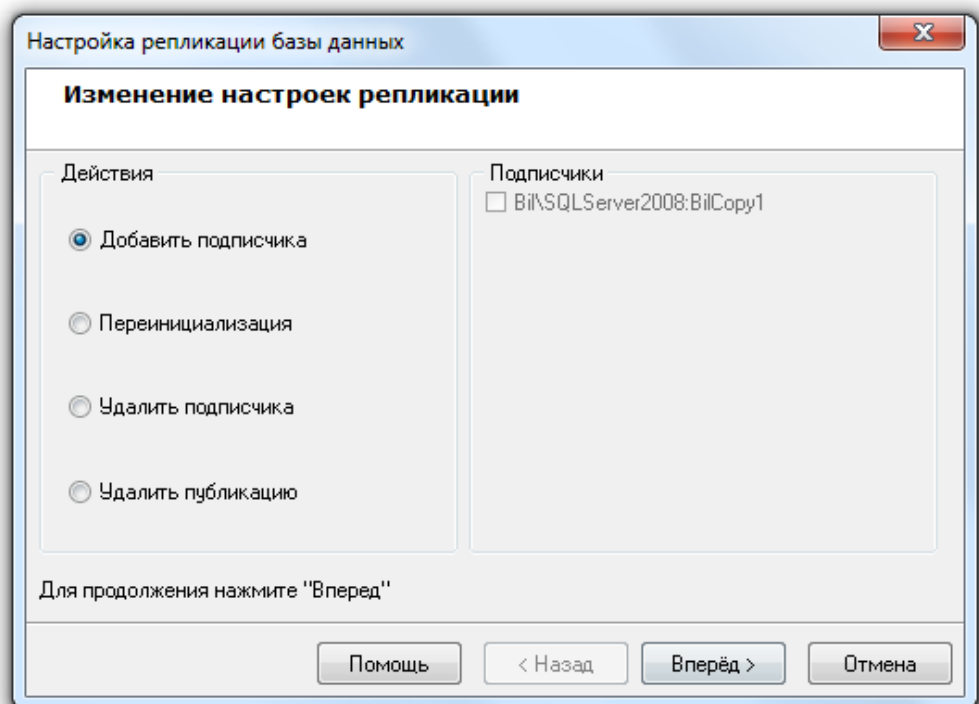 Настройка репликации базы данных
Изменение настроек репликации
Действия
Добавить подписчика
Переинициализация
Удалить подписчика
Удалить публикацию
Подписчики
Bil\SQLServer2008:BilCopy1
Для продолжения нажмите "Вперед"
Помощь
< Назад
Вперёд >
Отмена